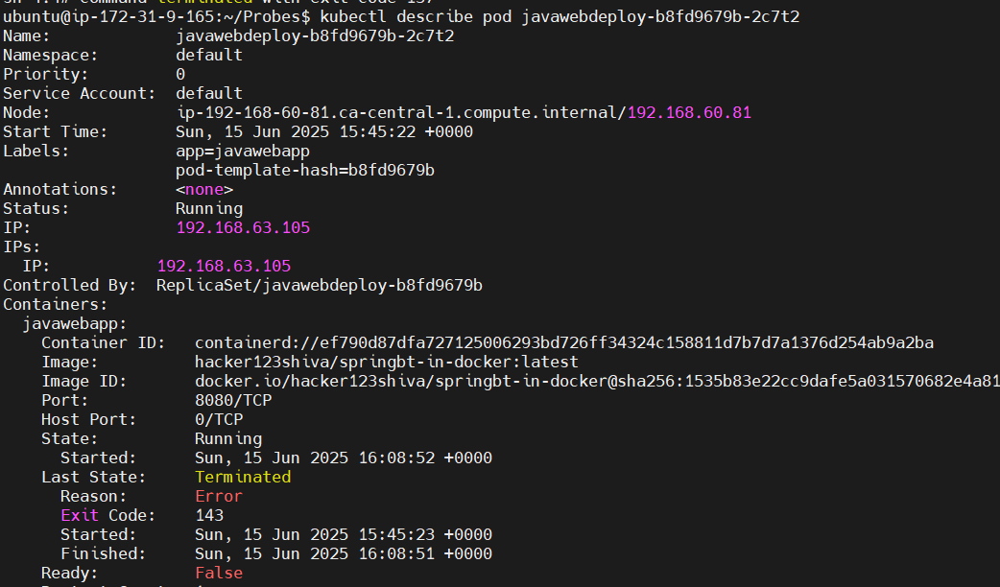 ubuntu@ip-172-31-9-165:~/Probes$ kubectl describe pod javawebdeploy-b8fd9679b-2c7t2
Name:             javawebdeploy-b8fd9679b-2c7t2
Namespace:        default
Priority:         0
Service Account:  default
Node:             ip-192-168-60-81.ca-central-1.compute.internal/192.168.60.81
Start Time:       Sun, 15 Jun 2025 15:45:22 +0000
Labels:           app=javawebapp
                  pod-template-hash=b8fd9679b
Annotations:      <none>
Status:           Running
IP:               192.168.63.105
IPs:
  IP:           192.168.63.105
Controlled By:  ReplicaSet/javawebdeploy-b8fd9679b
Containers:
  javawebapp:
    Container ID:   containerd://ef790d87dfa727125006293bd726ff34324c158811d7b7d7a1376d254ab9a2ba
    Image:          hacker123shiva/springbt-in-docker:latest
    Image ID:       docker.io/hacker123shiva/springbt-in-docker@sha256:1535b83e22cc9dafe5a031570682e4a81
    Port:           8080/TCP
    Host Port:      0/TCP
    State:          Running
      Started:      Sun, 15 Jun 2025 16:08:52 +0000
    Last State:     Terminated
      Reason:       Error
      Exit Code:    143
      Started:      Sun, 15 Jun 2025 15:45:23 +0000
      Finished:     Sun, 15 Jun 2025 16:08:51 +0000
    Ready:          False